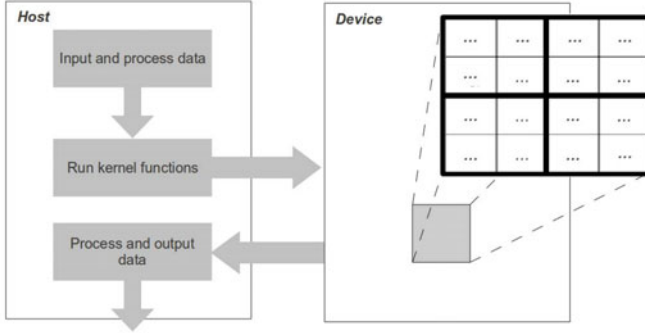 Host
Input and process data
Run kernel functions
Process and output
data
Device
... ... ... ...
... ... ... ...
... ... ... ...
... ... ... ...